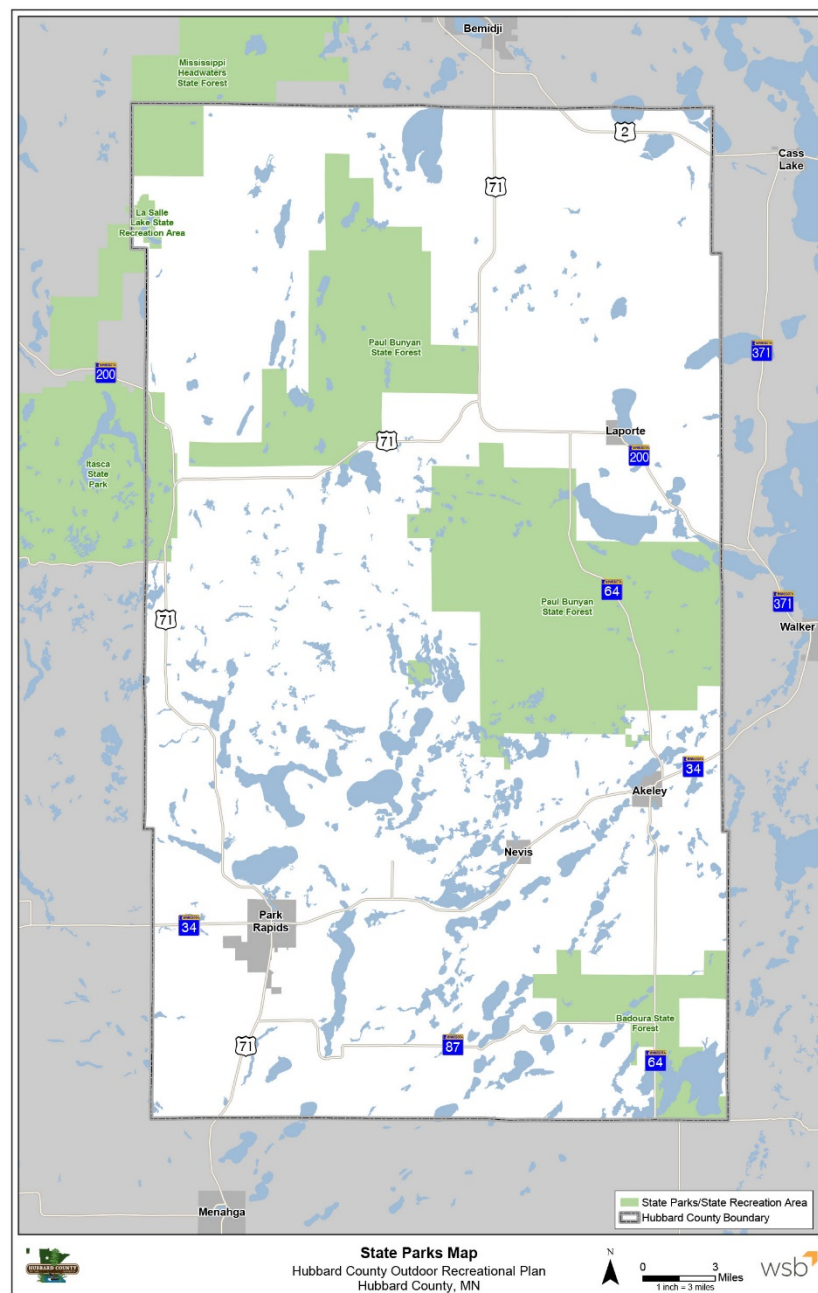 Bemidji
Mississippi
Headwaters
State Forest
2
Cass
Lake
71
La Salle
Lake State
Recreation Area
Paul Bunyan
State Forest
371
200
Laporte
71
200
Itasca
State
Park
64
Paul Bunyan
State Forest
371
71
Walker
34
Akeley
Nevis
Park
Rapids
34
Badoura State
Forest
71
87
64
Menahga
State Parks/State Recreation Area
Hubbard County Boundary
HUBBARD COUNTY
State Parks Map
Hubbard County Outdoor Recreational Plan
Hubbard County, MN
N
0 3
Miles
1 inch = 3 miles
wsb